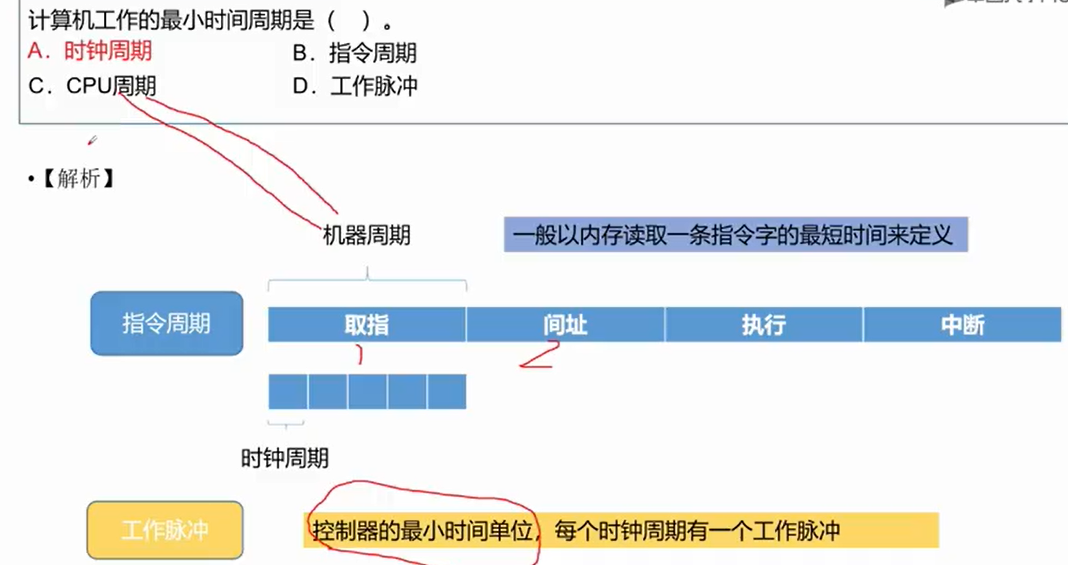 计算机工作的最小时间周期是（　）。
A．时钟周期　B．指令周期
C．CPU周期　D．工作脉冲
•【解析】
机器周期　一般以内存读取一条指令字的最短时间来定义
指令周期　取指　间址　执行　中断
1　2
时钟周期
工作脉冲　控制器的最小时间单位，每个时钟周期有一个工作脉冲